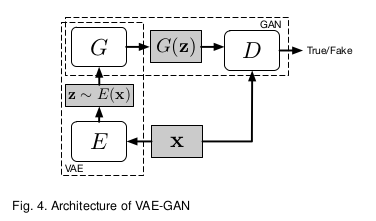 GAN
G
G(z)
D
True/Fake
z ∼ E(x)
E
x
VAE
Fig. 4. Architecture of VAE-GAN